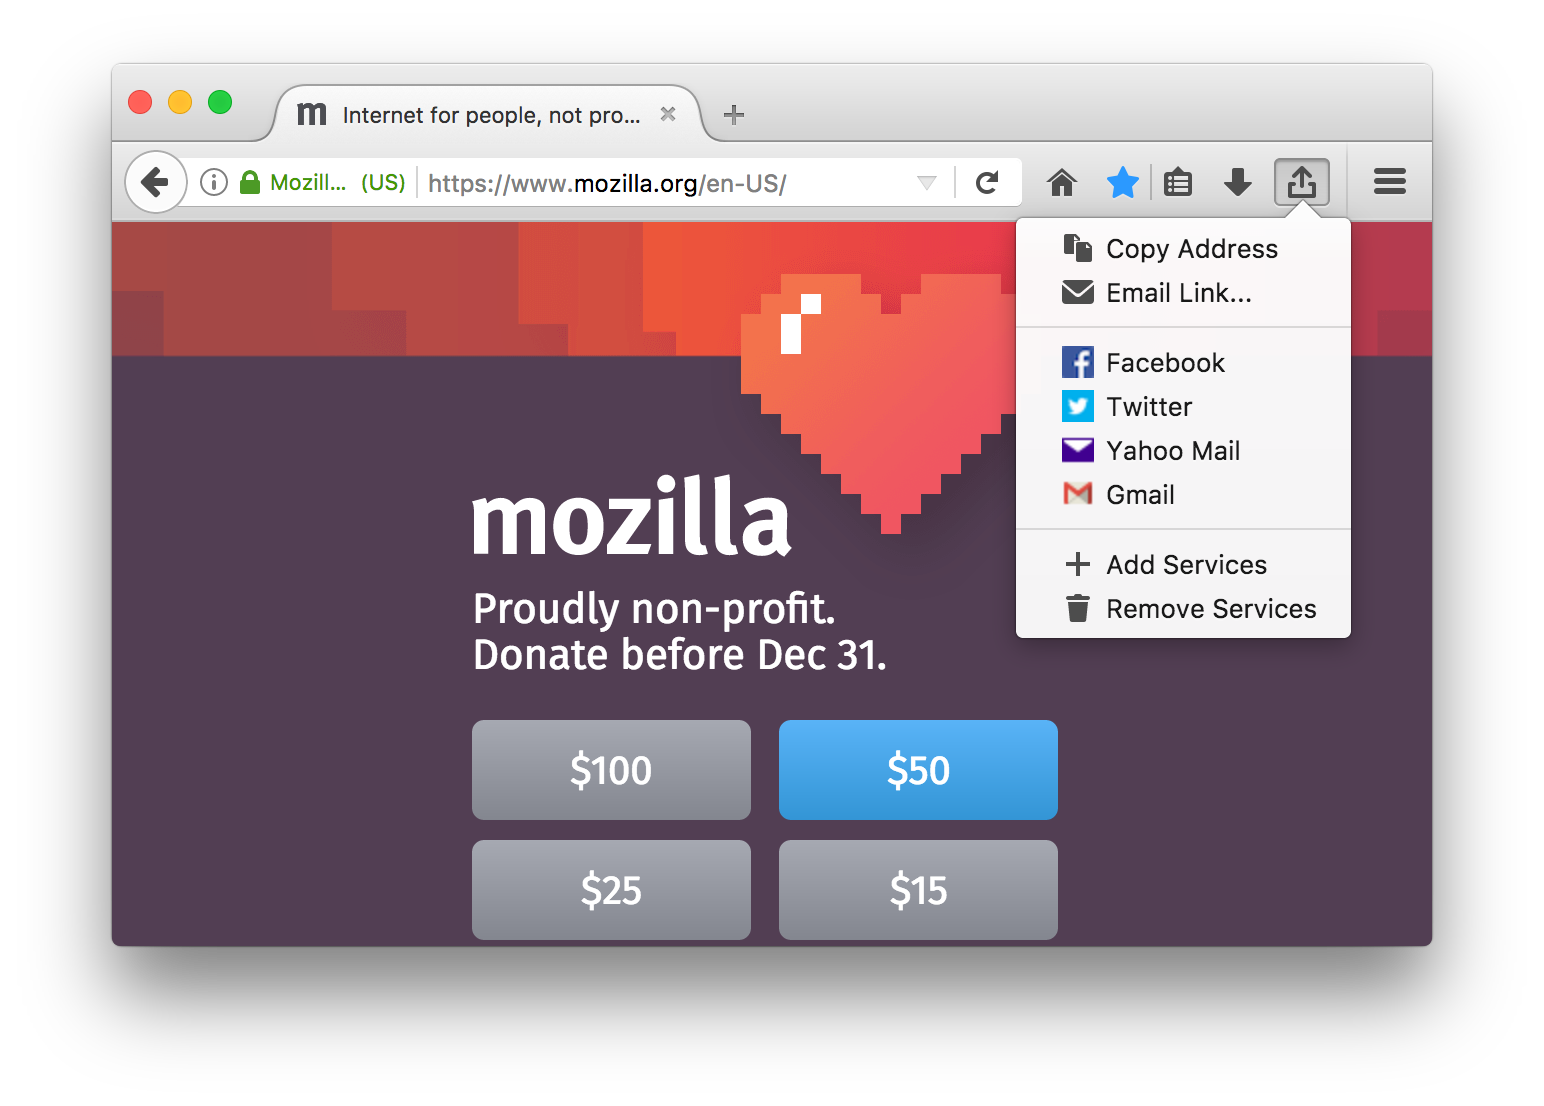 m Internet for people, not pro...
Mozill... (US) https://www.mozilla.org/en-US/
Copy Address
Email Link...
Facebook
Twitter
Yahoo Mail
Gmail
Add Services
Remove Services
mozilla
Proudly non-profit.
Donate before Dec 31.
$100 $50
$25 $15